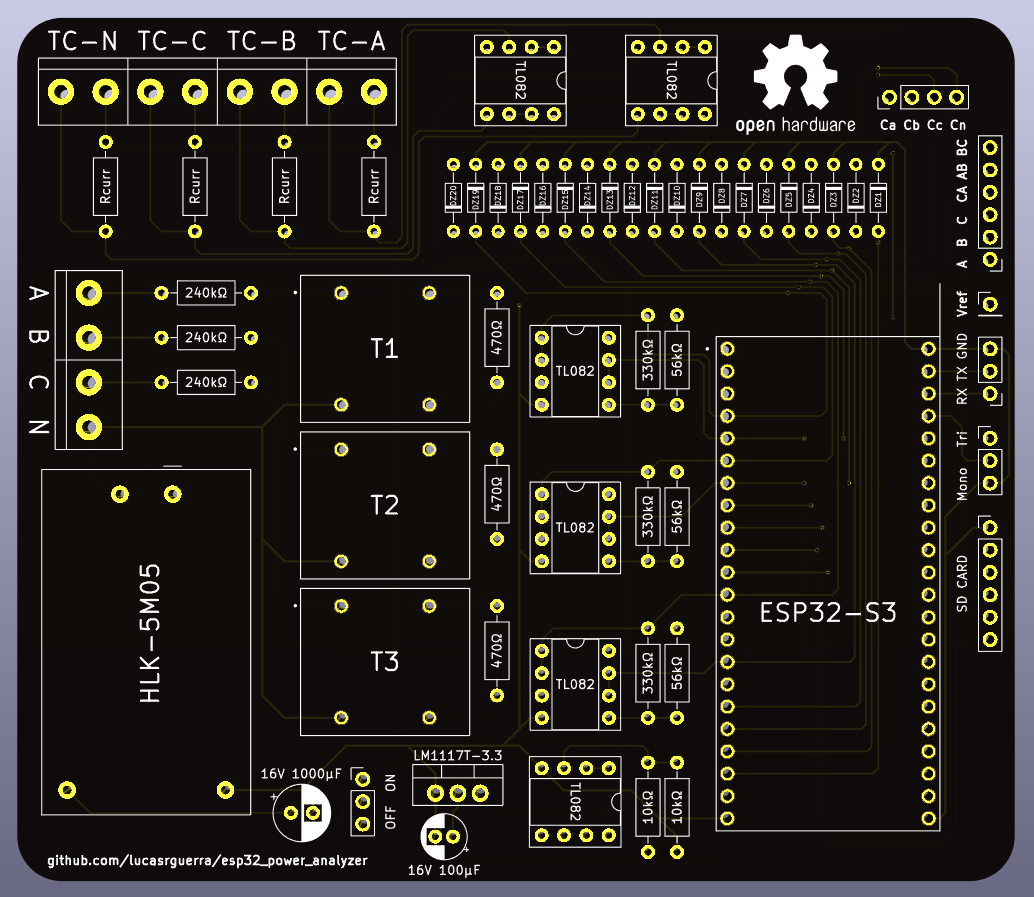 TC-N TC-C TC-B TC-A
TL082
TL082
open hardware
Ca Cb Cc Cn
Rcurr Rcurr Rcurr Rcurr
DZ20 DZ19 DZ18 DZ17 DZ16 DZ15 DZ14 DZ13 DZ12 DZ11 DZ10 DZ9 DZ8 DZ7 DZ6 DZ5 DZ4 DZ3 DZ2 DZ1
A B C CA AB BC
A
B
C
N
240kΩ
240kΩ
240kΩ
T1
470Ω
TL082
330kΩ
56kΩ
Vref
RX TX GND
T2
470Ω
TL082
330kΩ
56kΩ
Mono Tri
SD CARD
HLK-5M05
ESP32-S3
T3
470Ω
TL082
330kΩ
56kΩ
LM1117T-3.3
16V 1000µF
+
OFF ON
TL082
10kΩ
10kΩ
+
16V 100µF
github.com/lucasrguerra/esp32_power_analyzer